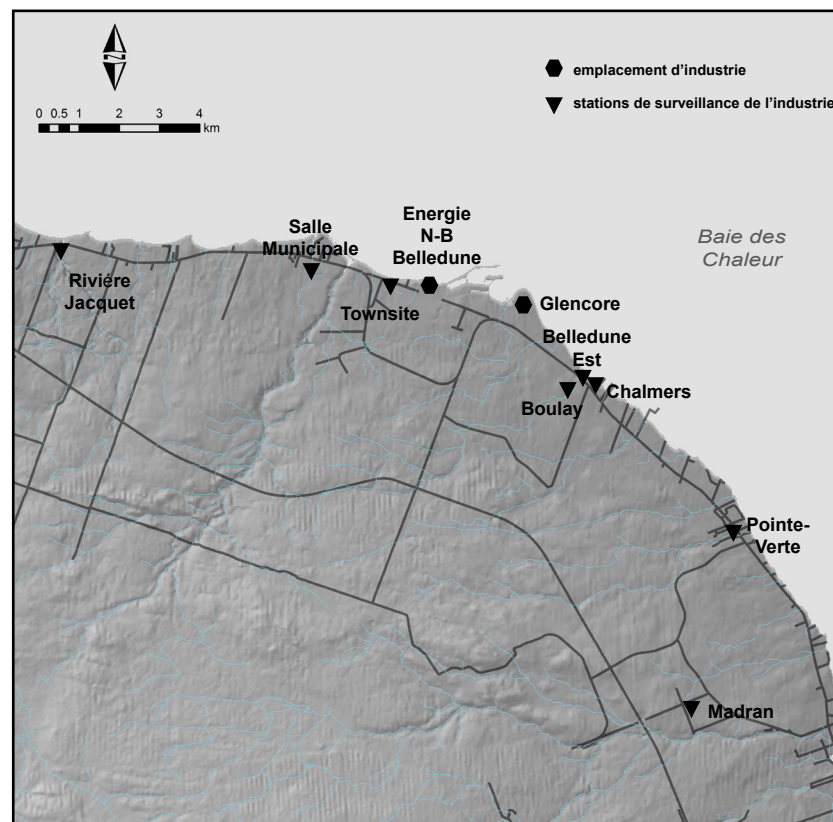 N
emplacement d'industrie
stations de surveillance de l'industrie
0 0.5 1 2 3 4
km
Salle
Municipale
Energie
N-B
Belledune
Baie des
Chaleur
Riviére
Jacquet
Townsite
Glencore
Belledune
Est
Boulay
Chalmers
Pointe-
Verte
Madran